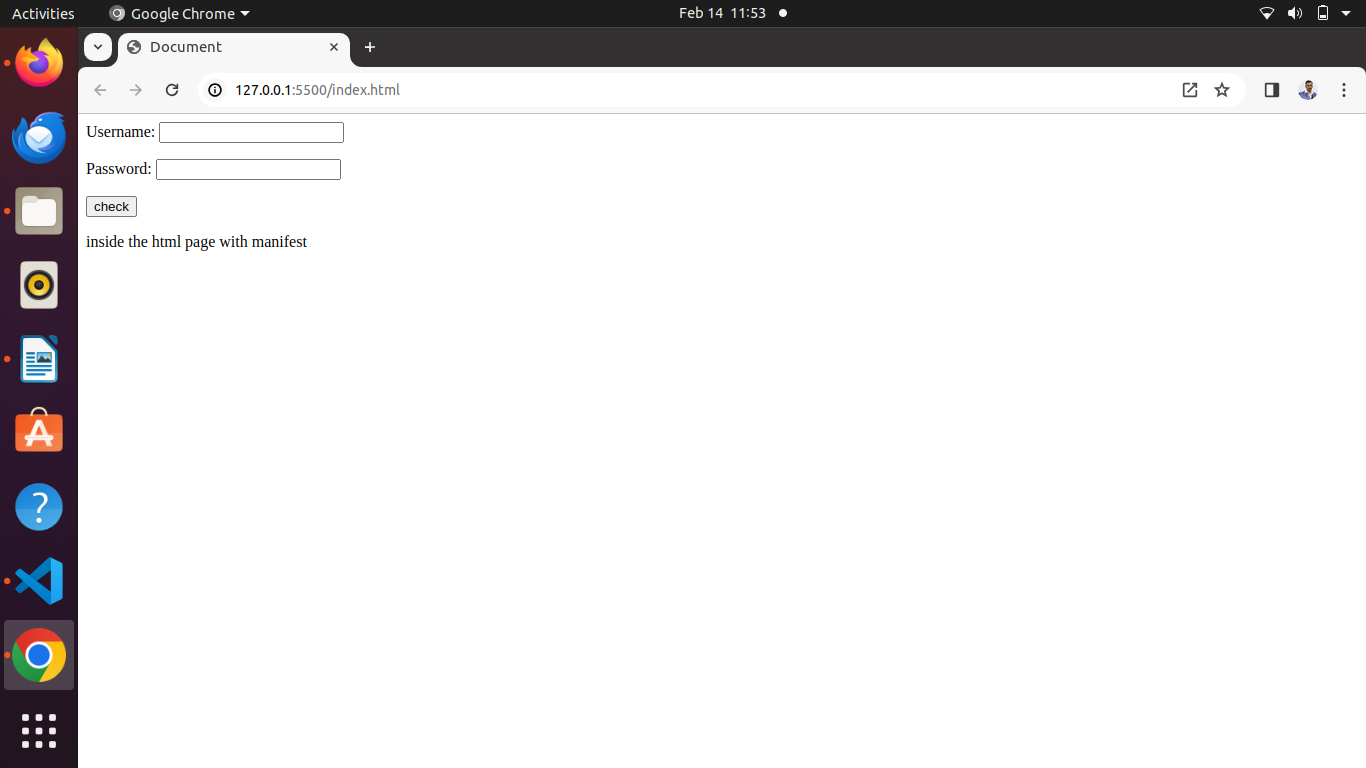 Activities Google Chrome Feb 14 11:53
Document
127.0.0.1:5500/index.html
Username:
Password:
check
inside the html page with manifest